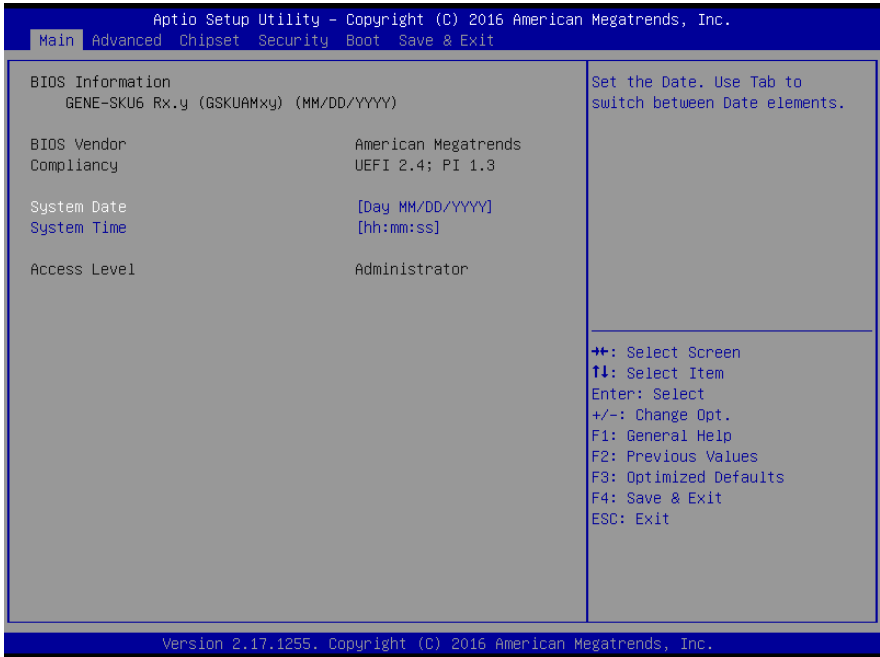 Aptio Setup Utility – Copyright (C) 2016 American Megatrends, Inc.
Main Advanced Chipset Security Boot Save & Exit
BIOS Information
GENE-SKU6 Rx.y (GSKUAMxy) (MM/DD/YYYY)
BIOS Vendor American Megatrends
Compliancy UEFI 2.4; PI 1.3
System Date [Day MM/DD/YYYY]
System Time [hh:mm:ss]
Access Level Administrator
Set the Date. Use Tab to
switch between Date elements.
→←: Select Screen
↑↓: Select Item
Enter: Select
+/-: Change Opt.
F1: General Help
F2: Previous Values
F3: Optimized Defaults
F4: Save & Exit
ESC: Exit
Version 2.17.1255. Copyright (C) 2016 American Megatrends, Inc.